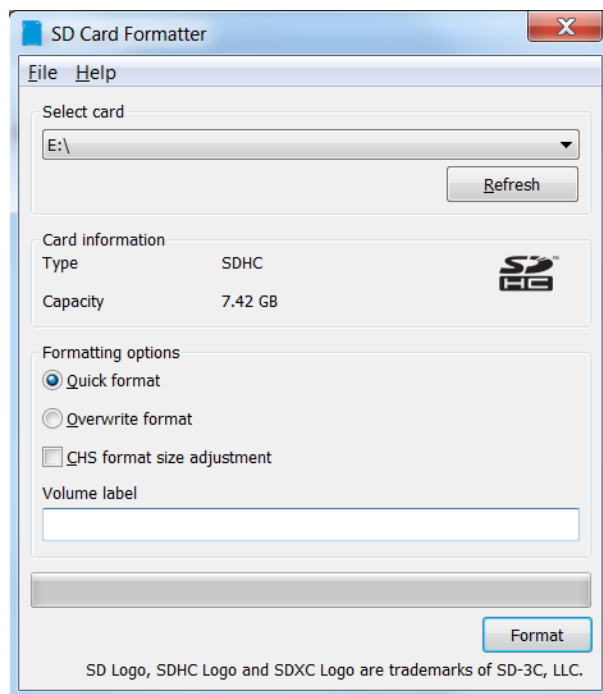 SD Card Formatter
File Help
Select card
E:\
Refresh
Card information
Type SDHC
SD™
HC
Capacity 7.42 GB
Formatting options
Quick format
Overwrite format
CHS format size adjustment
Volume label
Format
SD Logo, SDHC Logo and SDXC Logo are trademarks of SD-3C, LLC.